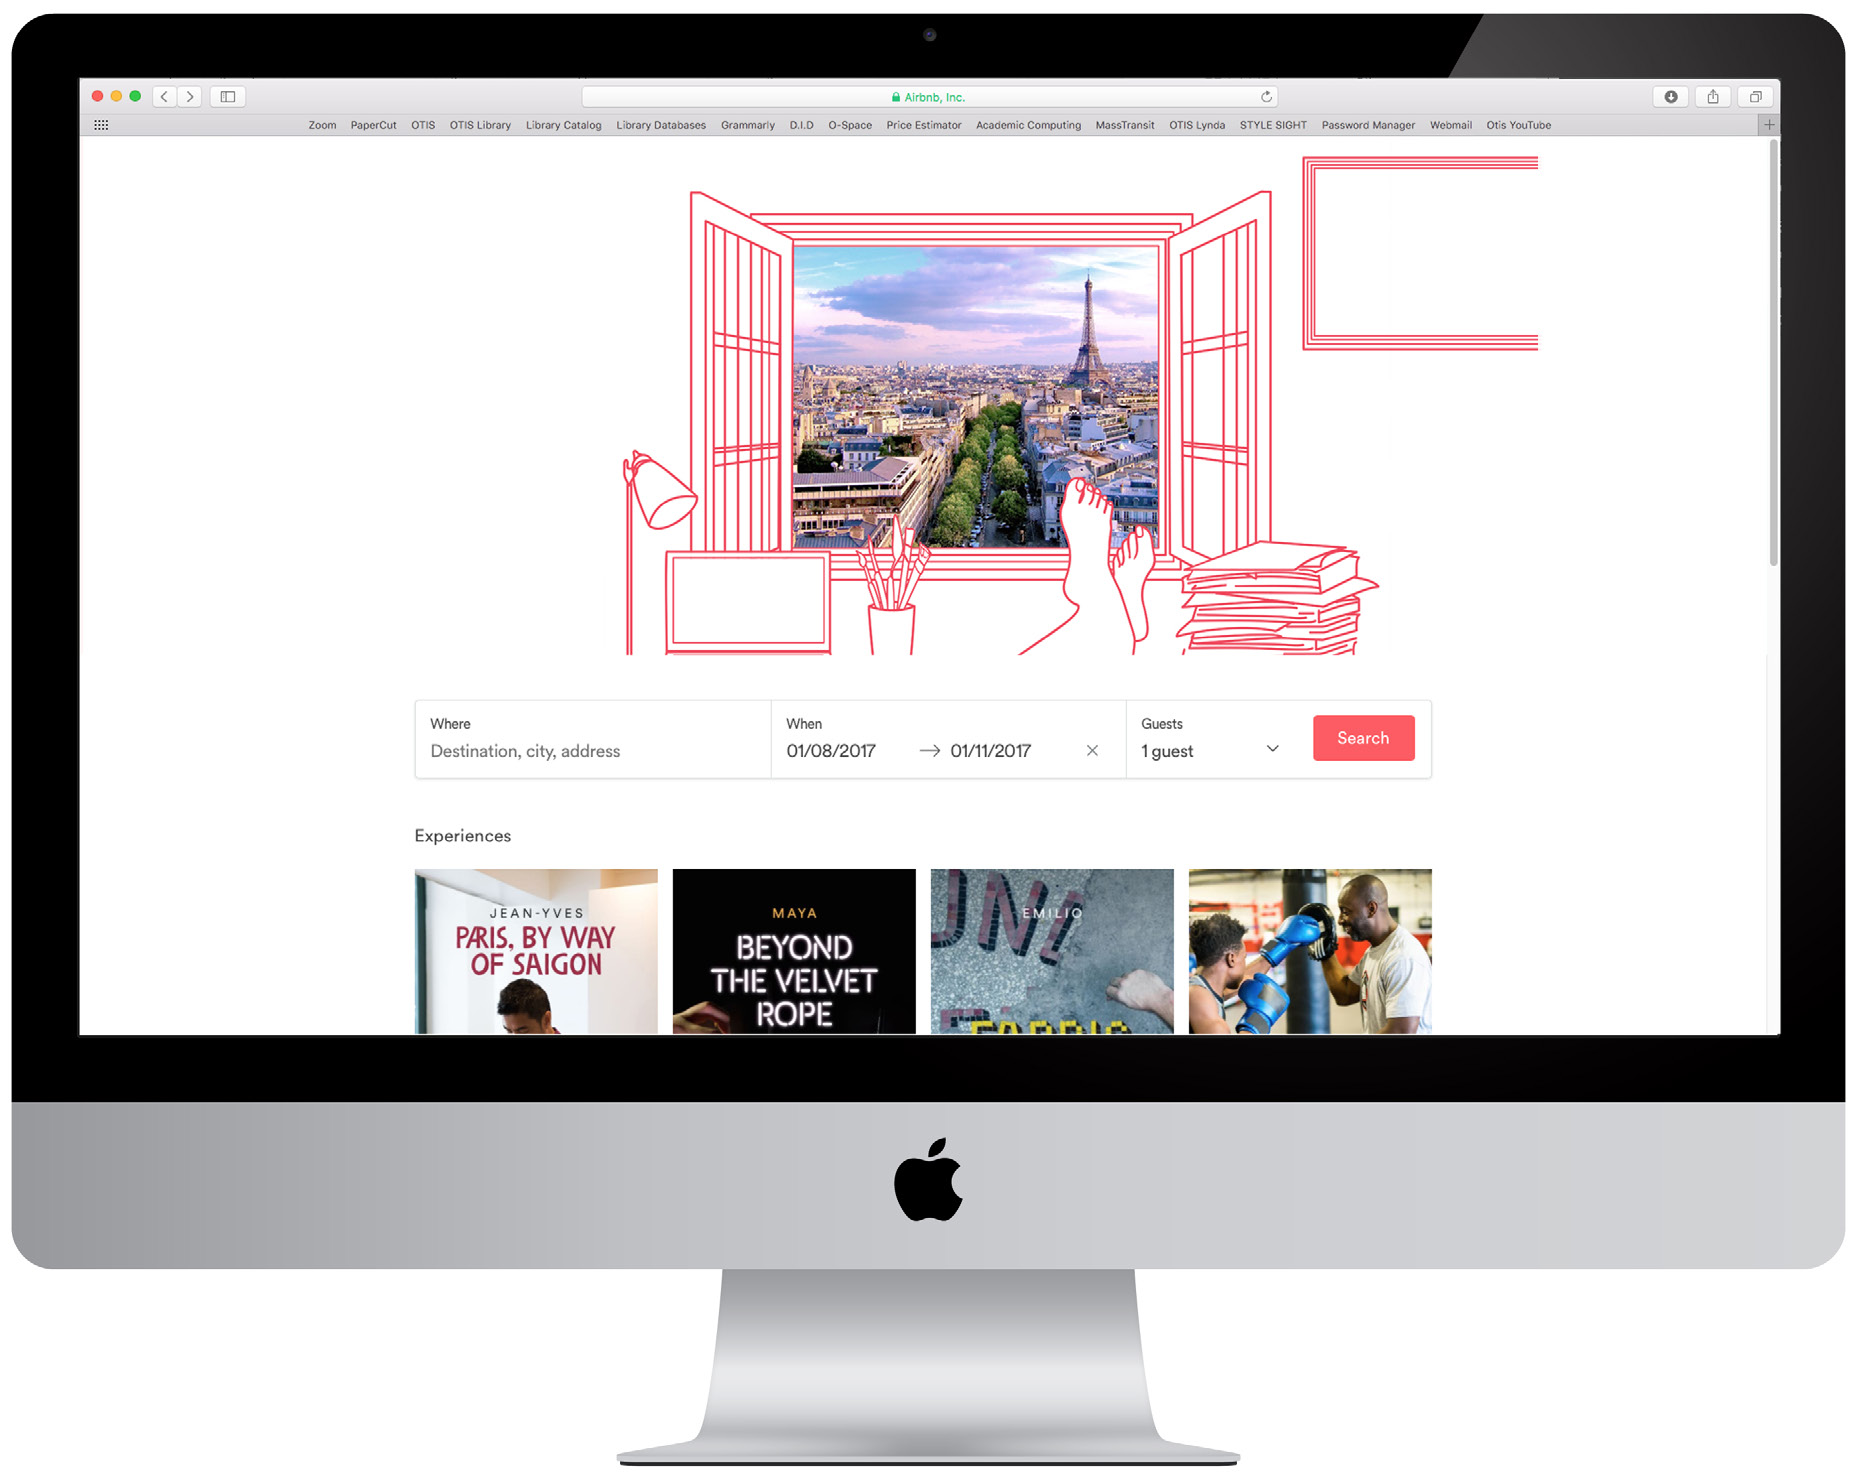 Airbnb, Inc.
Zoom PaperCut OTIS OTIS Library Library Catalog Library Databases Grammarly D.I.D O-Space Price Estimator Academic Computing MassTransit OTIS Lynda STYLE SIGHT Password Manager Webmail Otis YouTube
Where
Destination, city, address
When
01/08/2017 → 01/11/2017
Guests
1 guest
Search
Experiences
JEAN-YVES
PARIS, BY WAY
OF SAIGON
MAYA
BEYOND
THE VELVET
ROPE
EMILIO